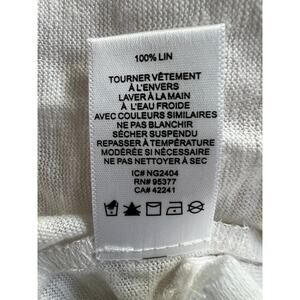 100% LIN
TOURNER VÊTEMENT
À L'ENVERS
LAVER À LA MAIN
À L'EAU FROIDE
AVEC COULEURS SIMILAIRES
NE PAS BLANCHIR
SÉCHER SUSPENDU
REPASSER À TEMPÉRATURE
MODÉRÉE SI NÉCESSAIRE
NE PAS NETTOYER À SEC
IC# NG2404
RN# 95377
CA# 42241